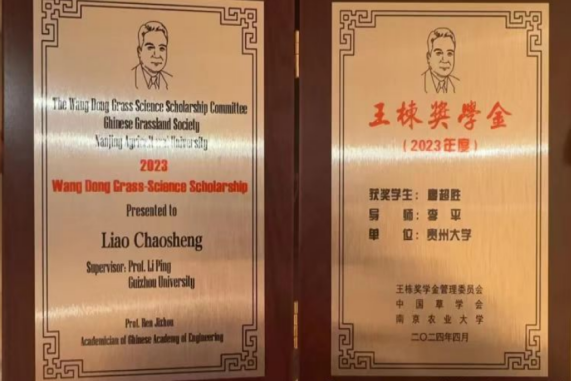 The Wang Dong Grass Science Scholarship Committee
Chinese Grassland Society
Nanjing Agricultural University
2023
Wang Dong Grass-Science Scholarship
Presented to
Liao Chaosheng
Supervisor: Prof. Li Ping
Guizhou University
Prof. Ren Jizhou
Academician of Chinese Academy of Engineering
王栋奖学金
(2023年度)
获奖学生：超胜
导 师：李 平
单 位：贵州大学
王栋奖学金管理委员会
中国草学会
南京农业大学
二〇二四年四月